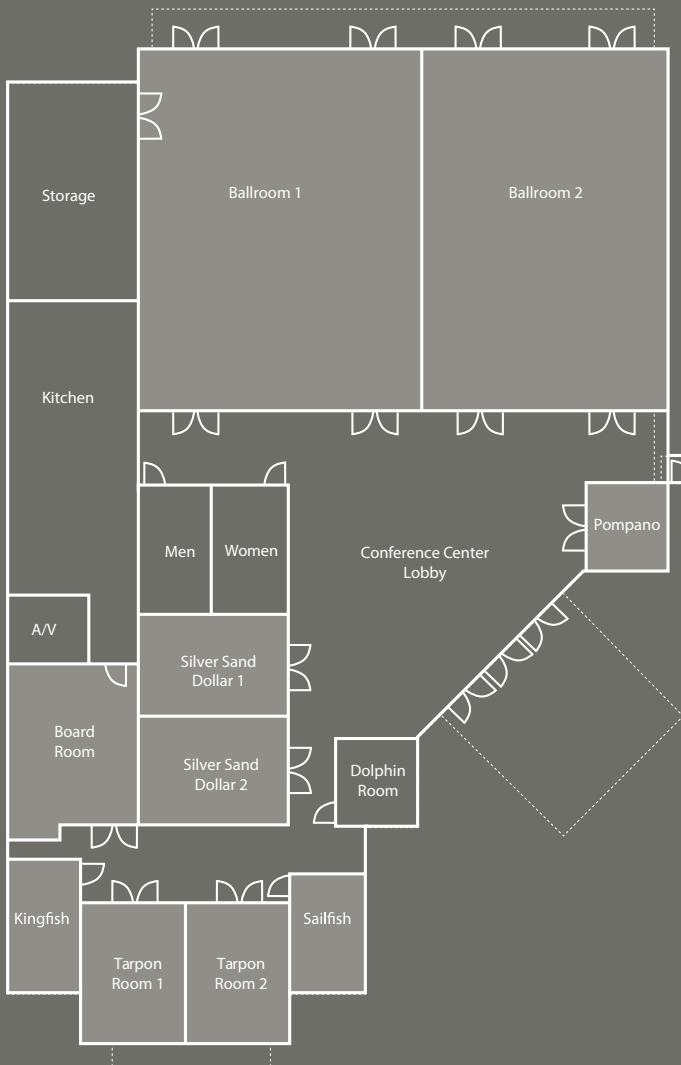 Storage
Ballroom 1
Ballroom 2
Kitchen
Men
Women
Conference Center
Lobby
Pompano
A/V
Silver Sand
Dollar 1
Board
Room
Silver Sand
Dollar 2
Dolphin
Room
Kingfish
Sailfish
Tarpon
Room 1
Tarpon
Room 2